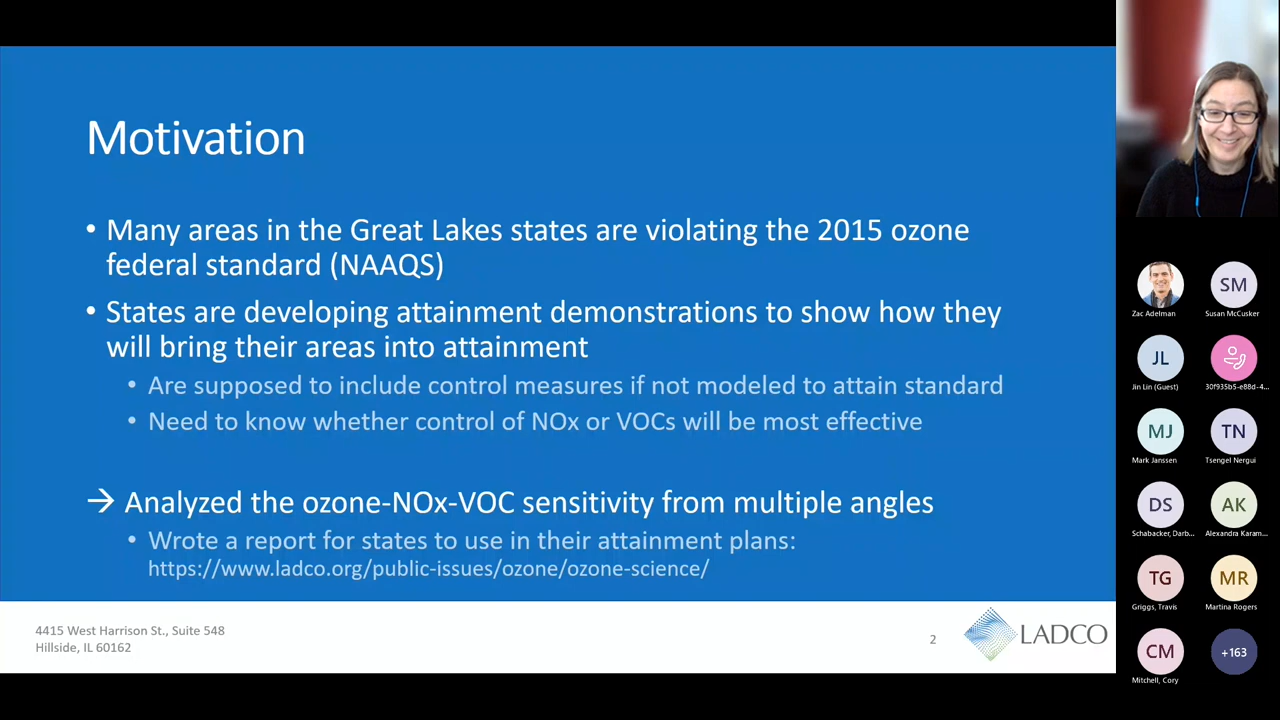 Motivation
• Many areas in the Great Lakes states are violating the 2015 ozone
federal standard (NAAQS)
• States are developing attainment demonstrations to show how they
will bring their areas into attainment
• Are supposed to include control measures if not modeled to attain standard
• Need to know whether control of NOx or VOCs will be most effective
→ Analyzed the ozone-NOx-VOC sensitivity from multiple angles
• Wrote a report for states to use in their attainment plans:
https://www.ladco.org/public-issues/ozone/ozone-science/
4415 West Harrison St., Suite 548
Hillside, IL 60162
2
LADCO
SM
Zac Adelman
Susan McCusker
JL
Jin Lin (Guest)
30f935b5-e88d-4...
MJ
TN
Mark Janssen
Tsengel Nergui
DS
AK
Schabacker, Darb...
Alexandra Karam...
TG
MR
Griggs, Travis
Martina Rogers
CM
+163
Mitchell, Cory